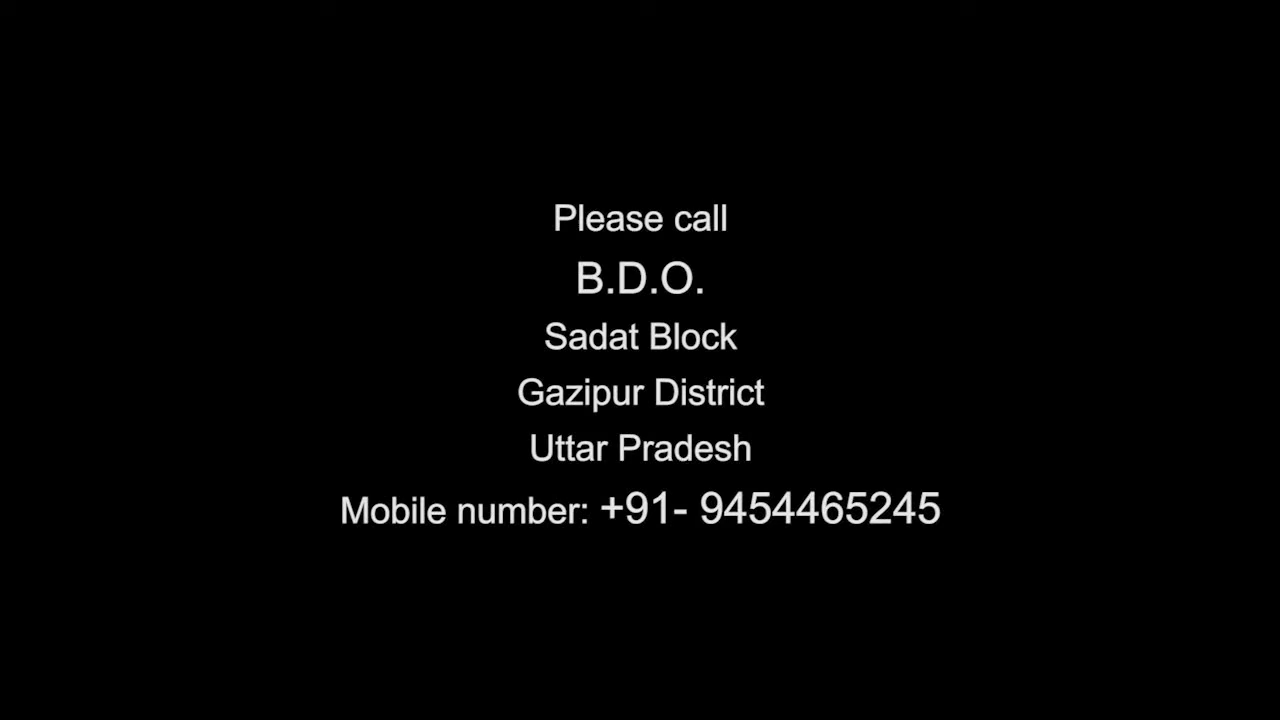 Please call
B.D.O.
Sadat Block
Gazipur District
Uttar Pradesh
Mobile number: +91- 9454465245